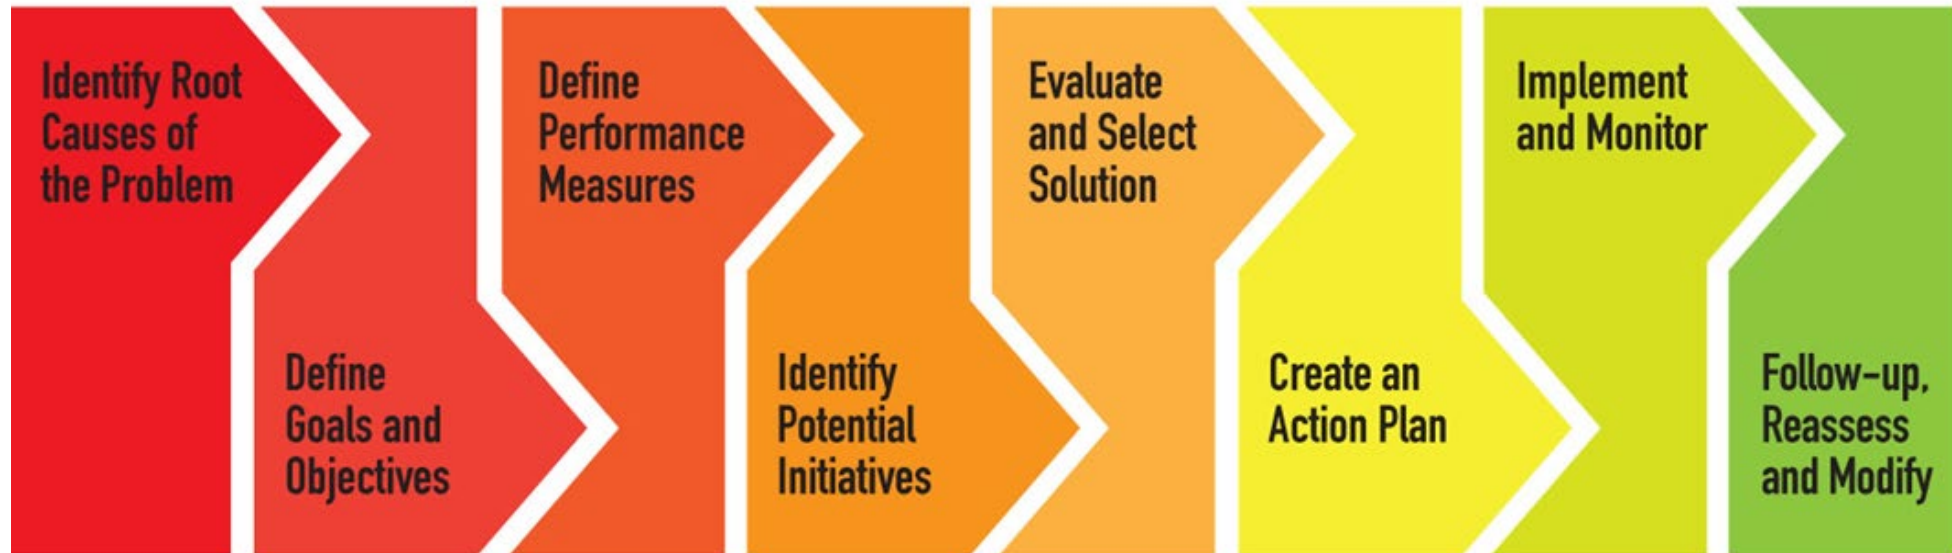 Identify Root
Causes of
the Problem
Define
Goals and
Objectives
Define
Performance
Measures
Identify
Potential
Initiatives
Evaluate
and Select
Solution
Create an
Action Plan
Implement
and Monitor
Follow-up,
Reassess
and Modify